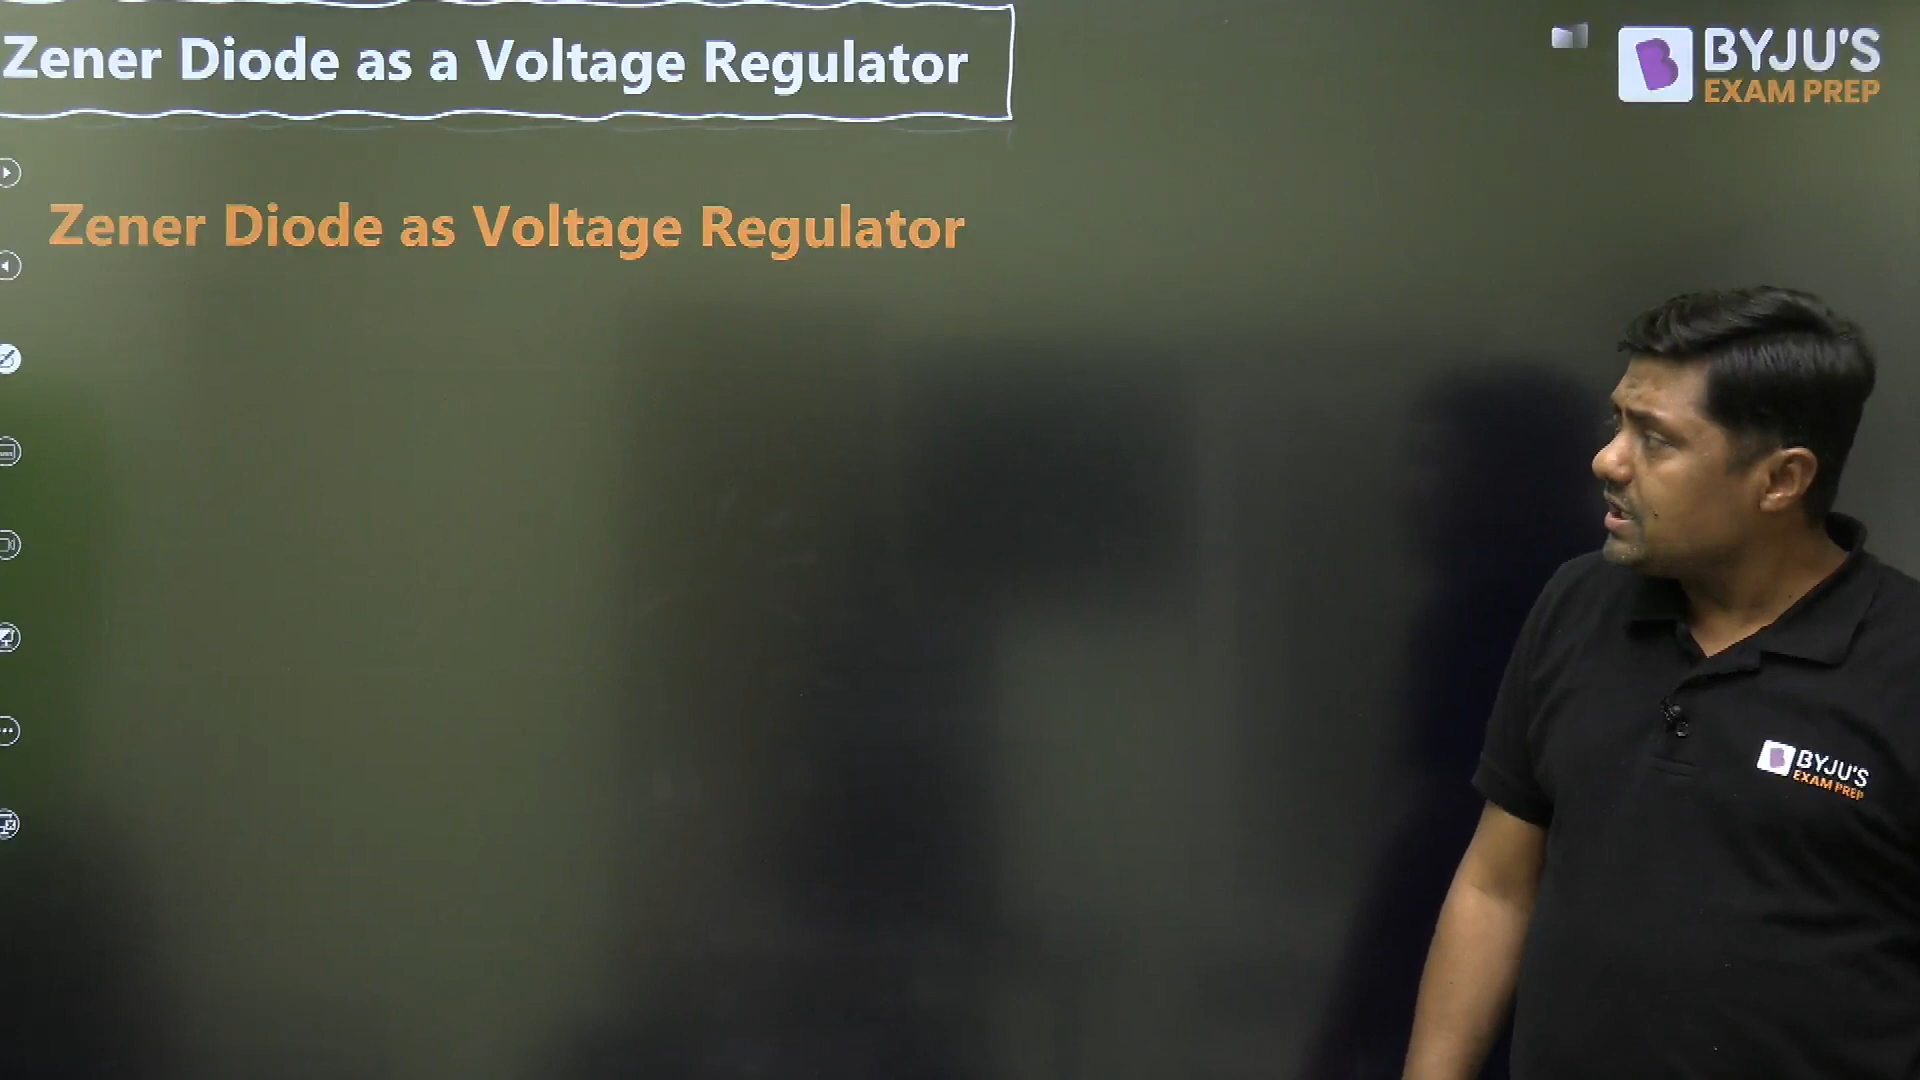 Zener Diode as a Voltage Regulator
BYJU'S
EXAM PREP
Zener Diode as Voltage Regulator
BYJU'S
EXAM PREP